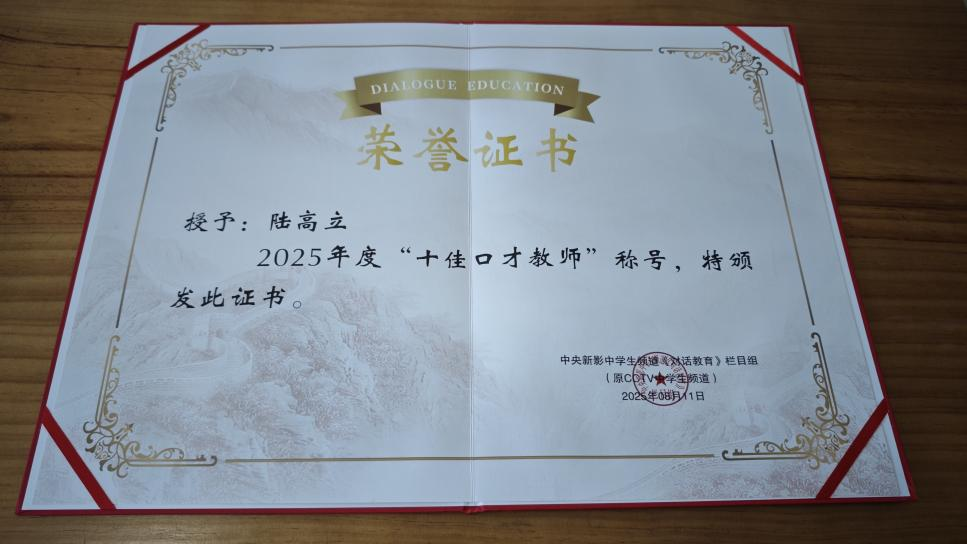 DIALOGUE EDUCATION
荣誉证书
授予：陆高立
2025年度“十佳口才教师”称号，特颁
发此证书。
中央新影中学生频道《对话教育》栏目组
（原CCTV中学生频道）
2025年08月11日